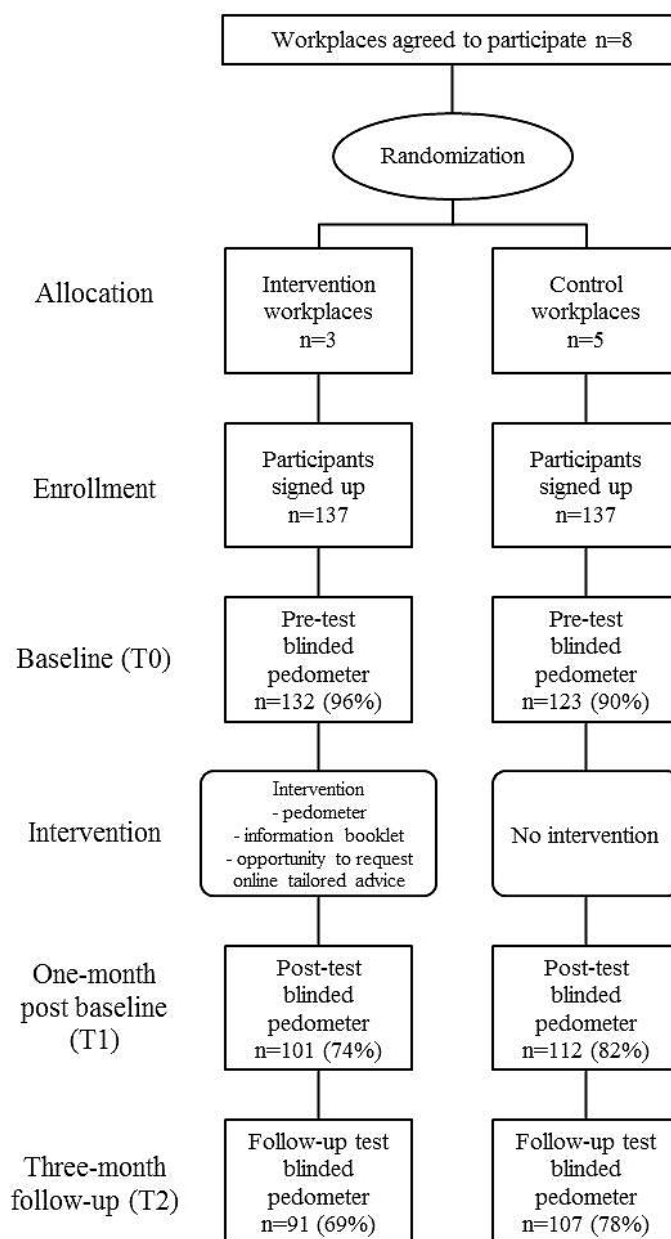 Workplaces agreed to participate n=8
Randomization
Allocation
Intervention
workplaces
n=3
Control
workplaces
n=5
Enrollment
Participants
signed up
n=137
Participants
signed up
n=137
Baseline (T0)
Pre-test
blinded
pedometer
n=132 (96%)
Pre-test
blinded
pedometer
n=123 (90%)
Intervention
Intervention
- pedometer
- information booklet
- opportunity to request
online tailored advice
No intervention
One-month
post baseline
(T1)
Post-test
blinded
pedometer
n=101 (74%)
Post-test
blinded
pedometer
n=112 (82%)
Three-month
follow-up (T2)
Follow-up test
blinded
pedometer
n=91 (69%)
Follow-up test
blinded
pedometer
n=107 (78%)